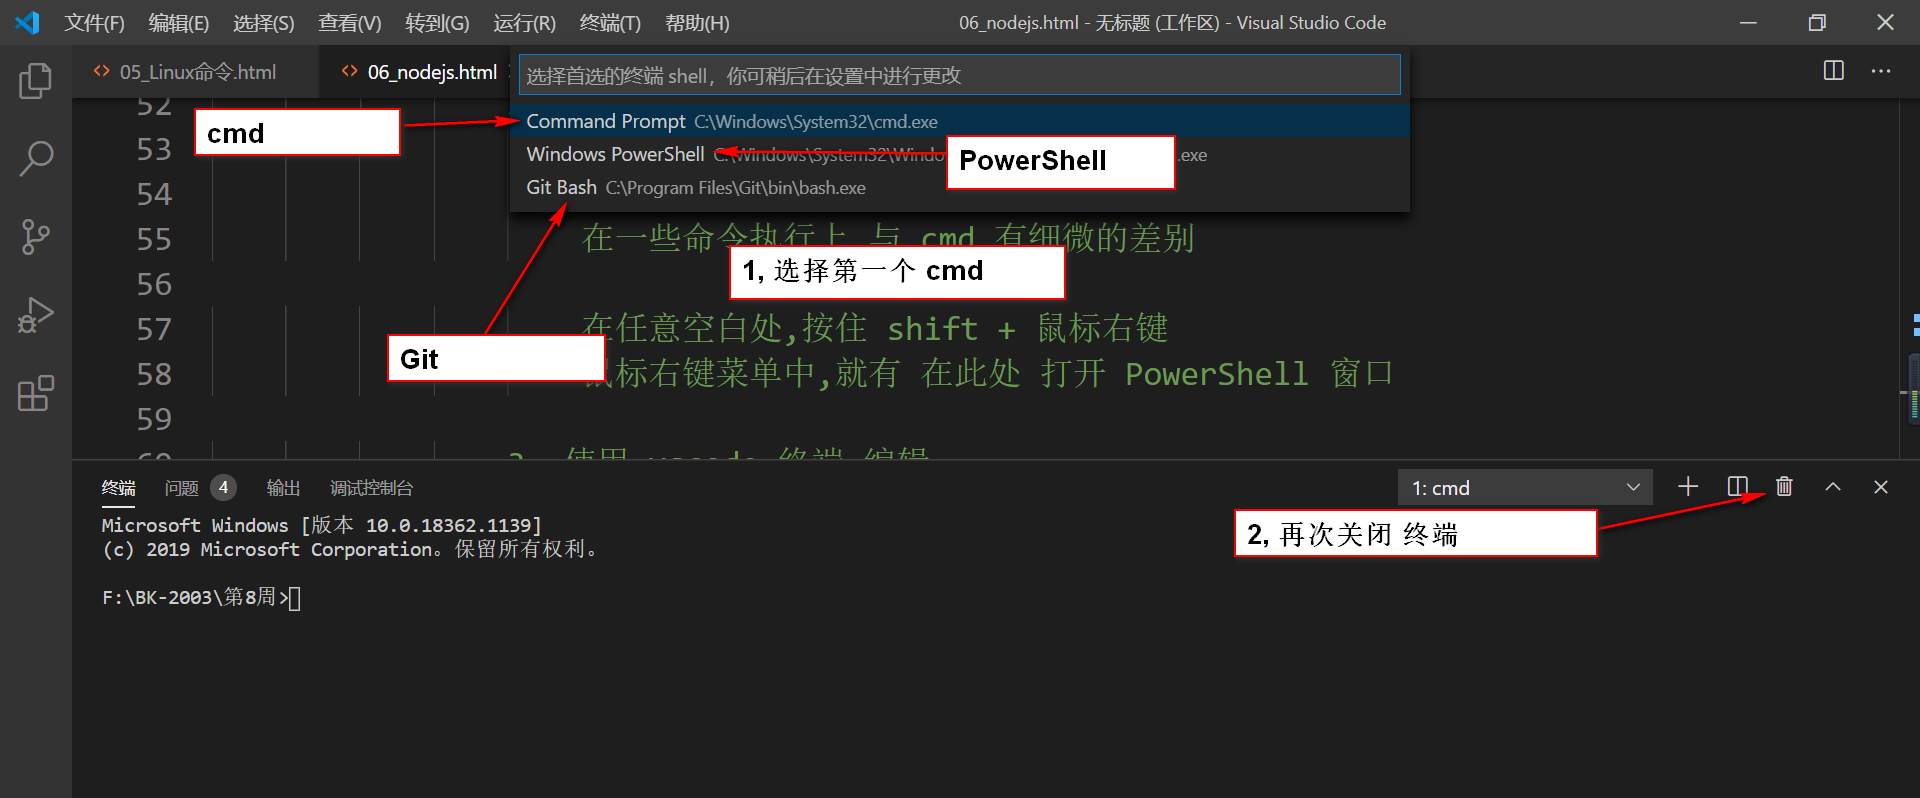 文件(F) 编辑(E) 选择(S) 查看(V) 转到(G) 运行(R) 终端(T) 帮助(H) 06_nodejs.html - 无标题 (工作区) - Visual Studio Code
05_Linux命令.html 06_nodejs.html
选择首选的终端 shell，你可稍后在设置中进行更改
Command Prompt C:\Windows\System32\cmd.exe
Windows PowerShell C:\Windows\System32\Windo .exe
Git Bash C:\Program Files\Git\bin\bash.exe
cmd
PowerShell
Git
1, 选择第一个 cmd
52
53
54
55 在一些命令执行上 与 cmd 有细微的差别
56
57 在任意空白处,按住 shift + 鼠标右键
58 鼠标右键菜单中,就有 在此处 打开 PowerShell 窗口
59
60 使用 vscode 终端 编辑
终端 问题 4 输出 调试控制台 1: cmd
2, 再次关闭 终端
Microsoft Windows [版本 10.0.18362.1139]
(c) 2019 Microsoft Corporation。保留所有权利。
F:\BK-2003\第8周>